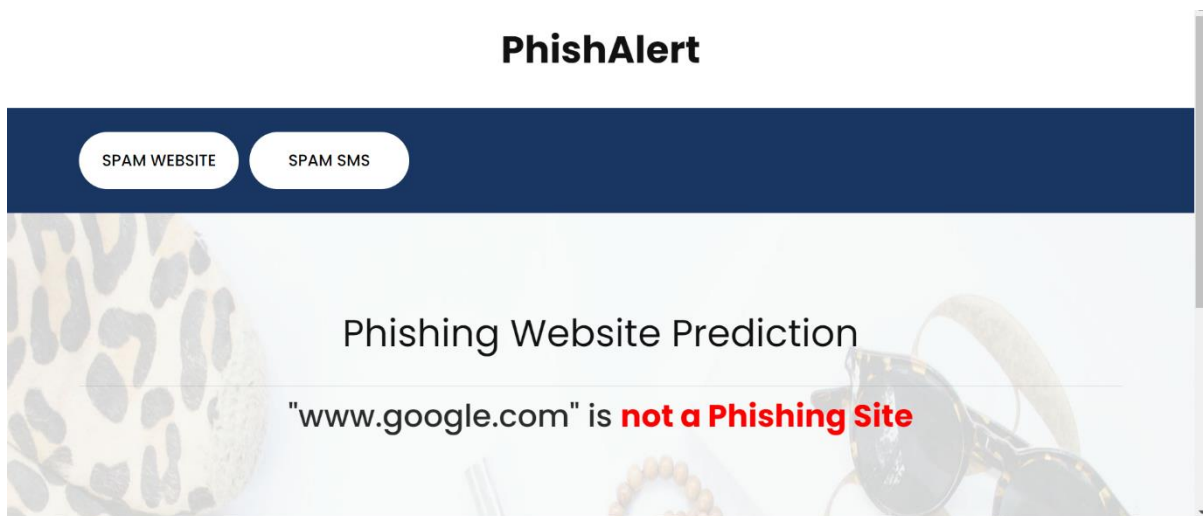 PhishAlert
SPAM WEBSITE
SPAM SMS
Phishing Website Prediction
"www.google.com" is not a Phishing Site